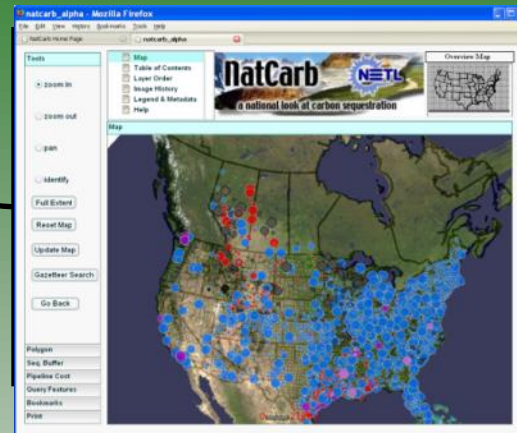 natcarb_alpha - Mozilla Firefox
File Edit View History Bookmarks Tools Help
NatCarb Home Page
natcarb_alpha
Tools
zoom in
zoom out
pan
identify
Full Extent
Reset Map
Update Map
Gazetteer Search
Go Back
Polygon
Seq. Buffer
Pipeline Cost
Query Features
Bookmarks
Print
Map
Table of Contents
Layer Order
Image History
Legend & Metadata
Help
NatCarb
NETL
a national look at carbon sequestration
Overview Map
Map